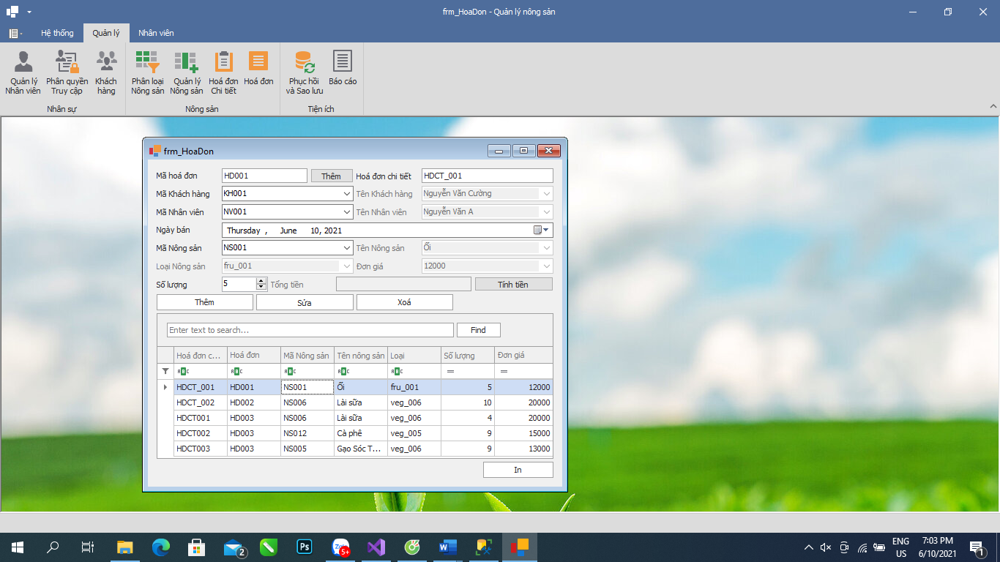 frm_HoaDon - Quản lý nông sản
Hệ thống Quản lý Nhân viên
Quản lý Nhân viên
Phân quyền Truy cập
Khách hàng
Phân loại Nông sản
Quản lý Nông sản
Hoá đơn Chi tiết
Hoá đơn
Phục hồi và Sao lưu
Báo cáo
Nhân sự Nông sản Tiện ích
frm_HoaDon
Mã hoá đơn HD001 Thêm Hoá đơn chi tiết HDCT_001
Mã Khách hàng KH001 Tên Khách hàng Nguyễn Văn Cường
Mã Nhân viên NV001 Tên Nhân viên Nguyễn Văn A
Ngày bán Thursday , June 10, 2021
Mã Nông sản NS001 Tên Nông sản Ổi
Loại Nông sản fru_001 Đơn giá 12000
Số lượng 5 Tổng tiền Tính tiền
Thêm Sửa Xoá
Enter text to search... Find
Hoá đơn c... Hoá đơn Mã Nông sản Tên nông sản Loại Số lượng Đơn giá
ABC ABC ABC ABC ABC = =
HDCT_001 HD001 NS001 Ổi fru_001 5 12000
HDCT_002 HD002 NS006 Lài sữa veg_006 10 20000
HDCT001 HD003 NS006 Lài sữa veg_006 4 20000
HDCT002 HD003 NS012 Cà phê veg_005 9 15000
HDCT003 HD003 NS005 Gạo Sóc T... veg_006 9 13000
In
2 Ps Zalo 5+ W
ENG US
7:03 PM
6/10/2021
1